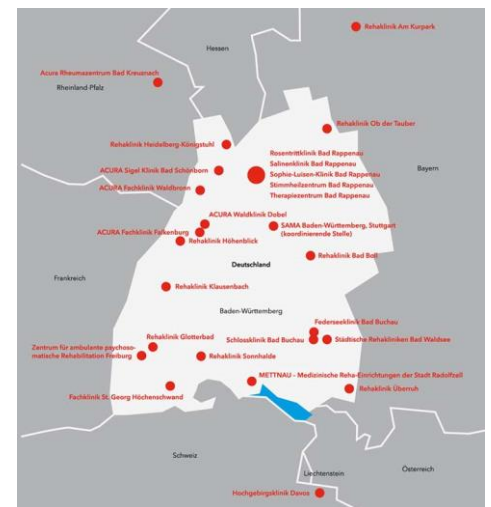 Rehaklinik Am Kurpark
Hessen
Acura Rheumazentrum Bad Kreuznach
Rheinland-Pfalz
Rehaklinik Ob der Tauber
Rehaklinik Heidelberg-Königstuhl
Rosentrittklinik Bad Rappenau
Salinenklinik Bad Rappenau
Sophie-Luisen-Klinik Bad Rappenau
Stimmheilzentrum Bad Rappenau
Therapiezentrum Bad Rappenau
ACURA Sigel Klinik Bad Schönborn
Bayern
ACURA Fachklinik Waldbronn
ACURA Waldklinik Dobel
ACURA Fachklinik Falkenburg
SAMA Baden-Württemberg, Stuttgart
(koordinierende Stelle)
Rehaklinik Höhenblick
Rehaklinik Bad Boll
Deutschland
Frankreich
Rehaklinik Klausenbach
Baden-Württemberg
Federseeklinik Bad Buchau
Rehaklinik Glotterbad
Schlossklinik Bad Buchau
Städtische Rehakliniken Bad Waldsee
Zentrum für ambulante psychoso-
matische Rehabilitation Freiburg
Rehaklinik Sonnhalde
METTNAU – Medizinische Reha-Einrichtungen der Stadt Radolfzell
Fachklinik St. Georg Höchenschwand
Rehaklinik Überruh
Schweiz
Liechtenstein
Österreich
Hochgebirgsklinik Davos